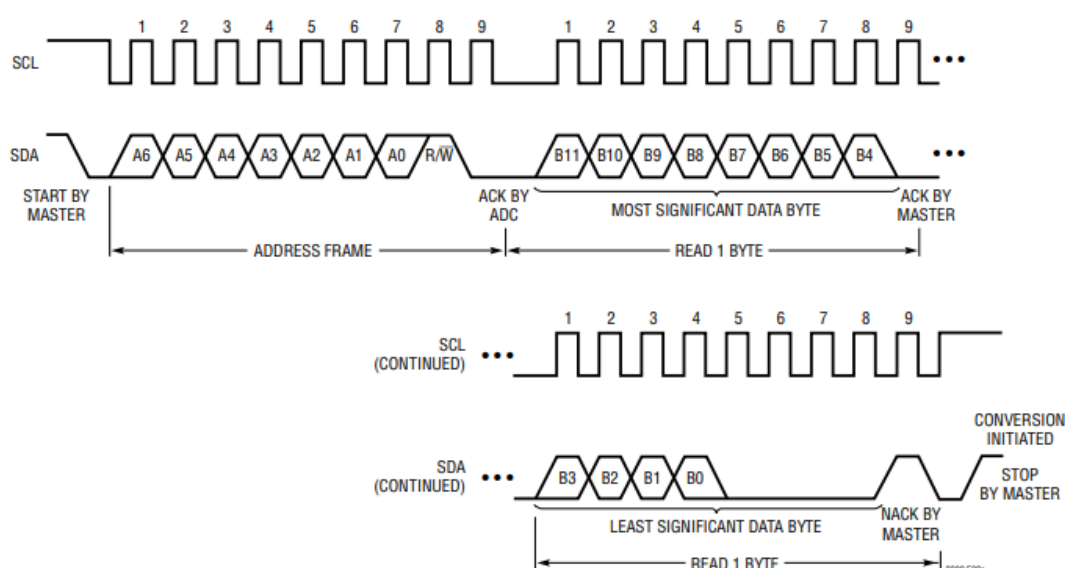 1 2 3 4 5 6 7 8 9 1 2 3 4 5 6 7 8 9
SCL
SDA A6 A5 A4 A3 A2 A1 A0 R/W̅ B11 B10 B9 B8 B7 B6 B5 B4
START BY
MASTER
ACK BY
ADC
MOST SIGNIFICANT DATA BYTE
ACK BY
MASTER
ADDRESS FRAME READ 1 BYTE
1 2 3 4 5 6 7 8 9
SCL
(CONTINUED)
CONVERSION
INITIATED
SDA
(CONTINUED)
B3 B2 B1 B0
STOP
BY MASTER
LEAST SIGNIFICANT DATA BYTE
NACK BY
MASTER
READ 1 BYTE